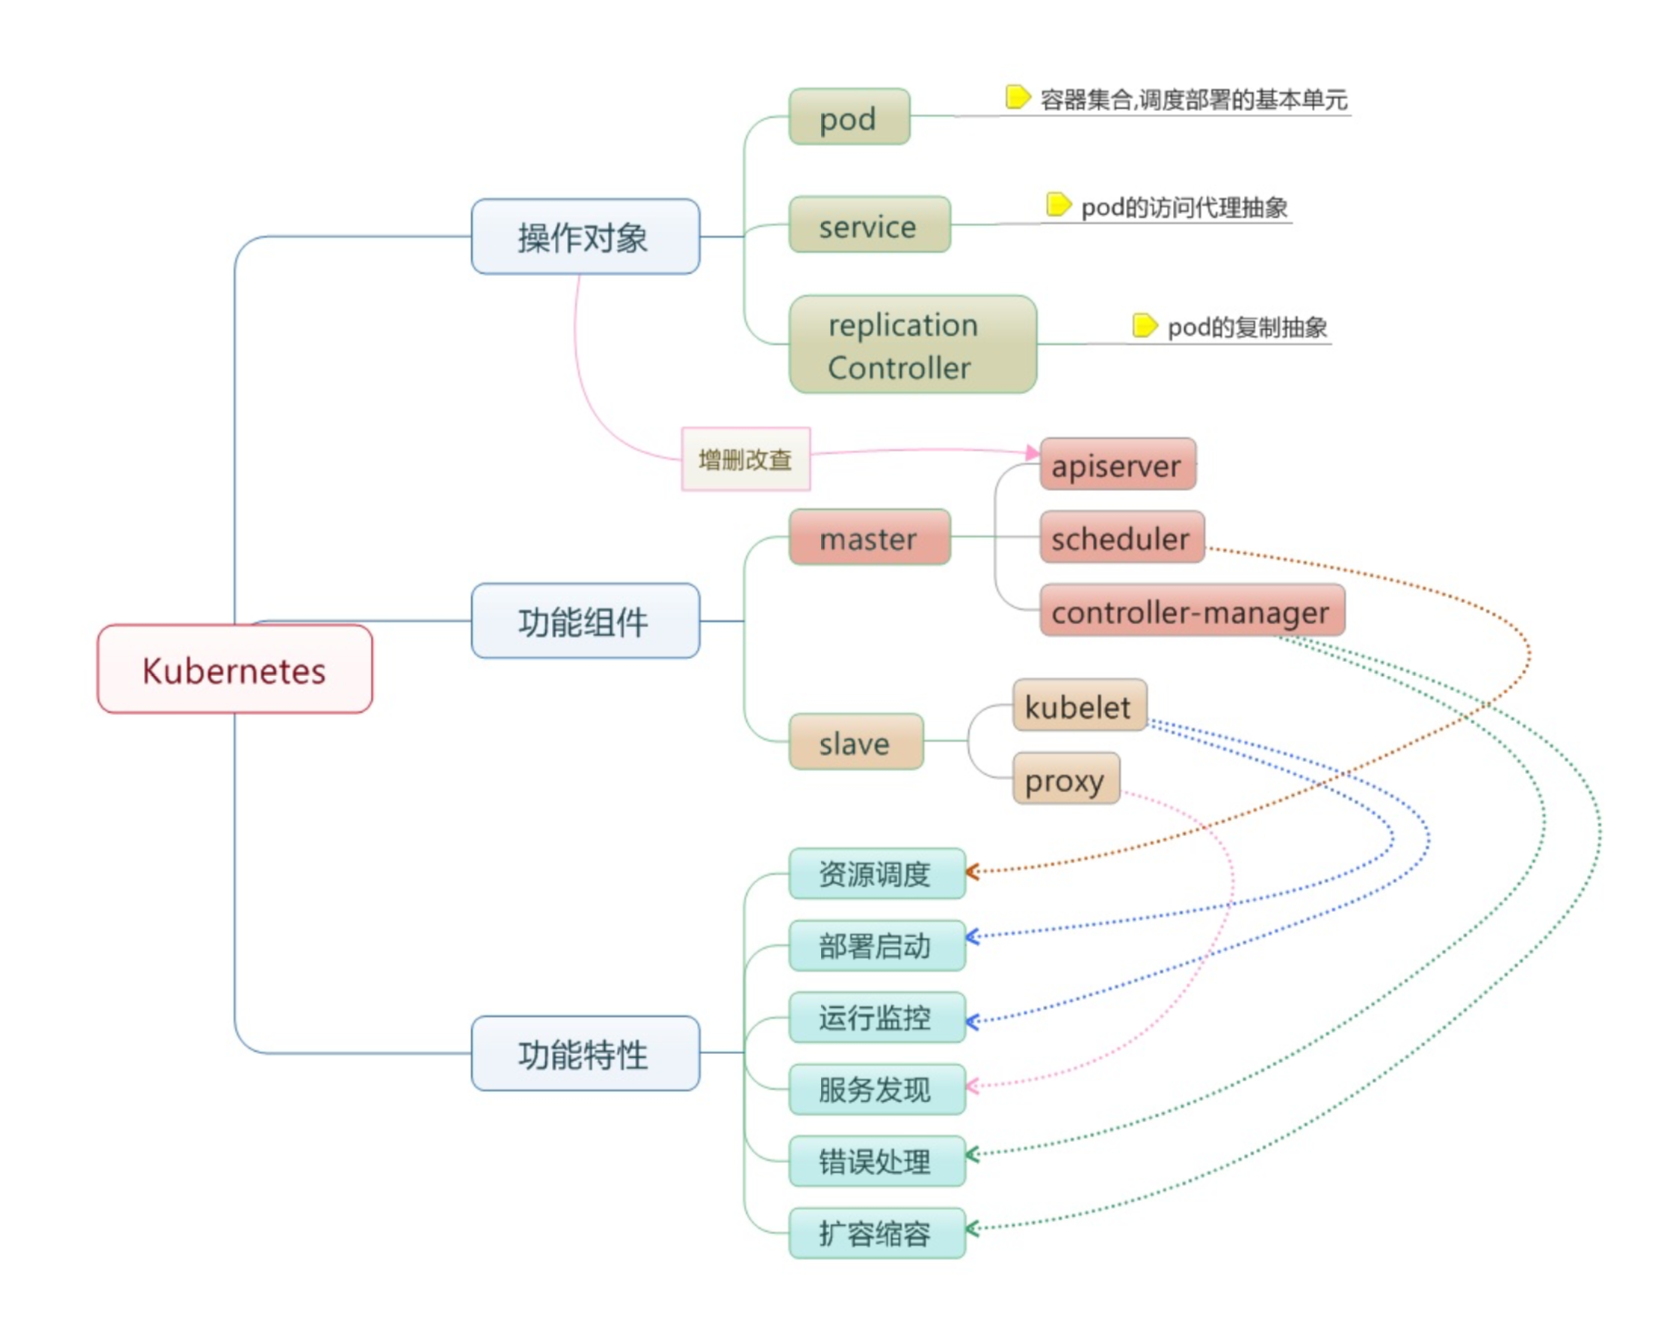 pod
容器集合,调度部署的基本单元
操作对象
service
pod的访问代理抽象
replication
Controller
pod的复制抽象
增删改查
apiserver
master
scheduler
功能组件
controller-manager
Kubernetes
kubelet
slave
proxy
资源调度
部署启动
运行监控
功能特性
服务发现
错误处理
扩容缩容